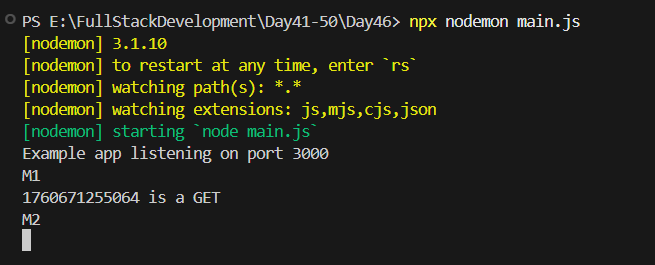 PS E:\FullStackDevelopment\Day41-50\Day46> npx nodemon main.js
[nodemon] 3.1.10
[nodemon] to restart at any time, enter `rs`
[nodemon] watching path(s): *.*
[nodemon] watching extensions: js,mjs,cjs,json
[nodemon] starting `node main.js`
Example app listening on port 3000
M1
1760671255064 is a GET
M2